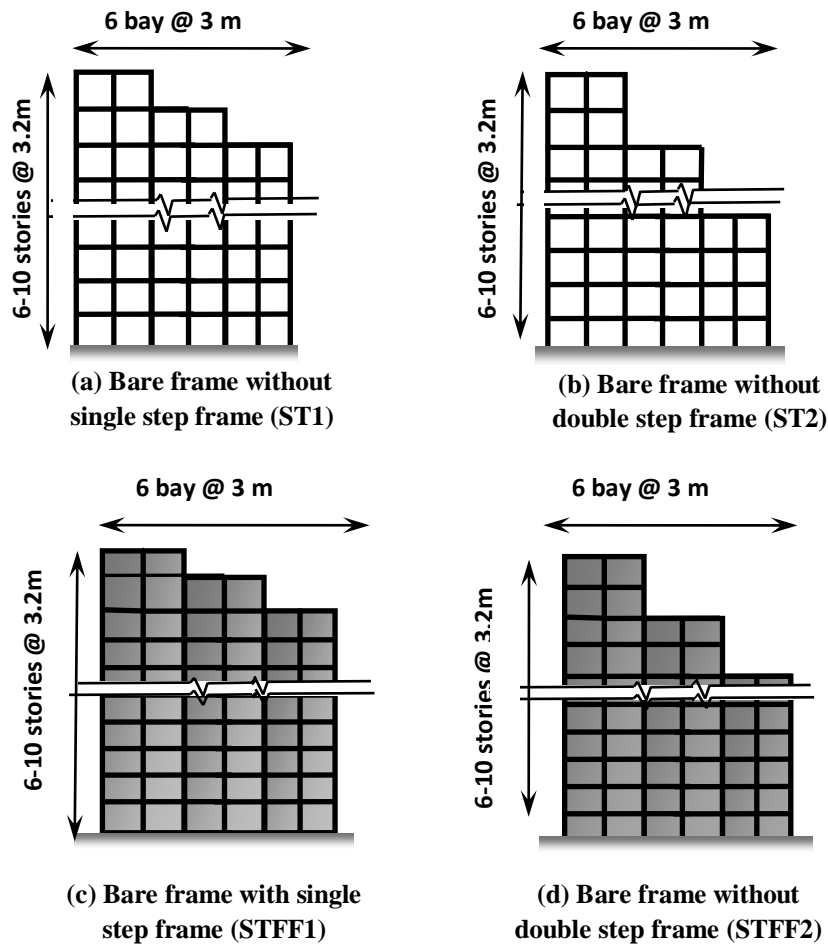 6 bay @ 3 m
6-10 stories @ 3.2m
(a) Bare frame without
single step frame (ST1)
6 bay @ 3 m
6-10 stories @ 3.2m
(b) Bare frame without
double step frame (ST2)
6 bay @ 3 m
6-10 stories @ 3.2m
(c) Bare frame with single
step frame (STFF1)
6 bay @ 3 m
6-10 stories @ 3.2m
(d) Bare frame without
double step frame (STFF2)